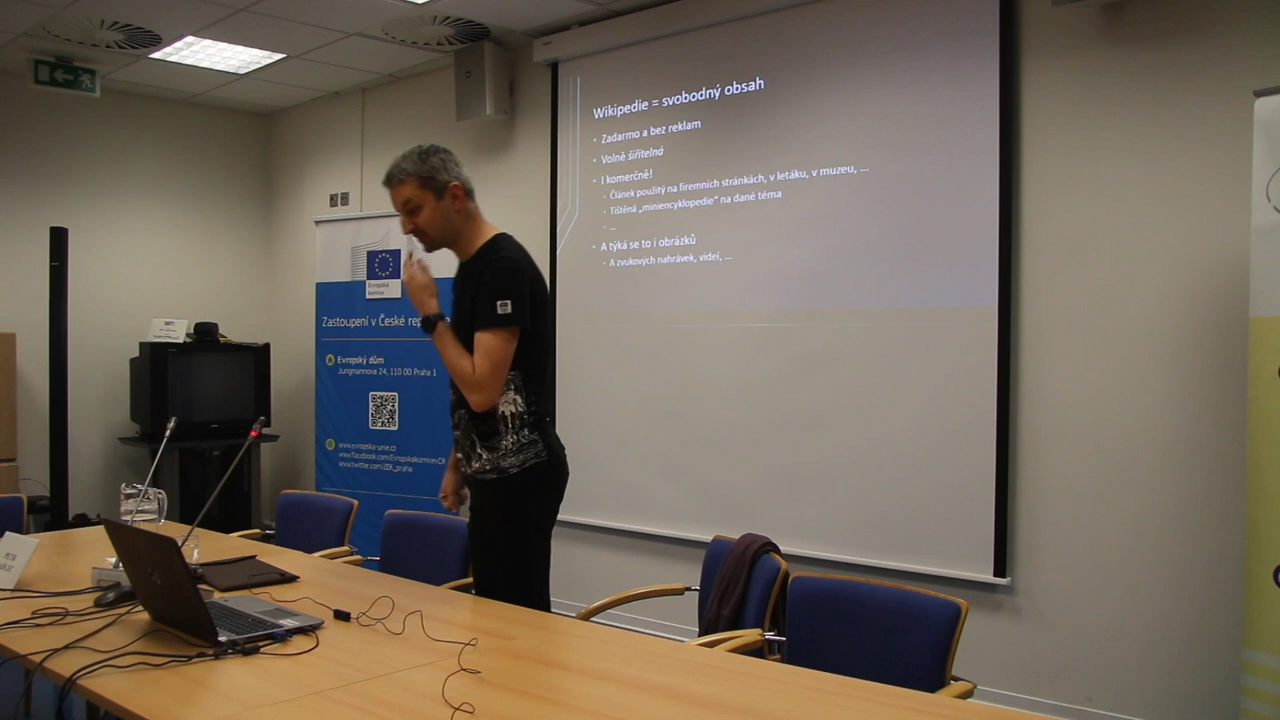 Wikipedie = svobodný obsah
Zadarmo a bez reklam
Volně šiřitelná
I komerčně!
Článek použitý na firemních stránkách, v letáku, v muzeu, ...
Tištěná „miniencyklopedie“ na dané téma
...
A týká se to i obrázků
A zvukových nahrávek, videí, ...
Evropská
komise
Zastoupení v České rep
Evropský dům
Jungmannova 24, 110 00 Praha 1
www.evropska-unie.cz
www.facebook.com/EvropskakomisevCR
www.twitter.com/ZEK_praha